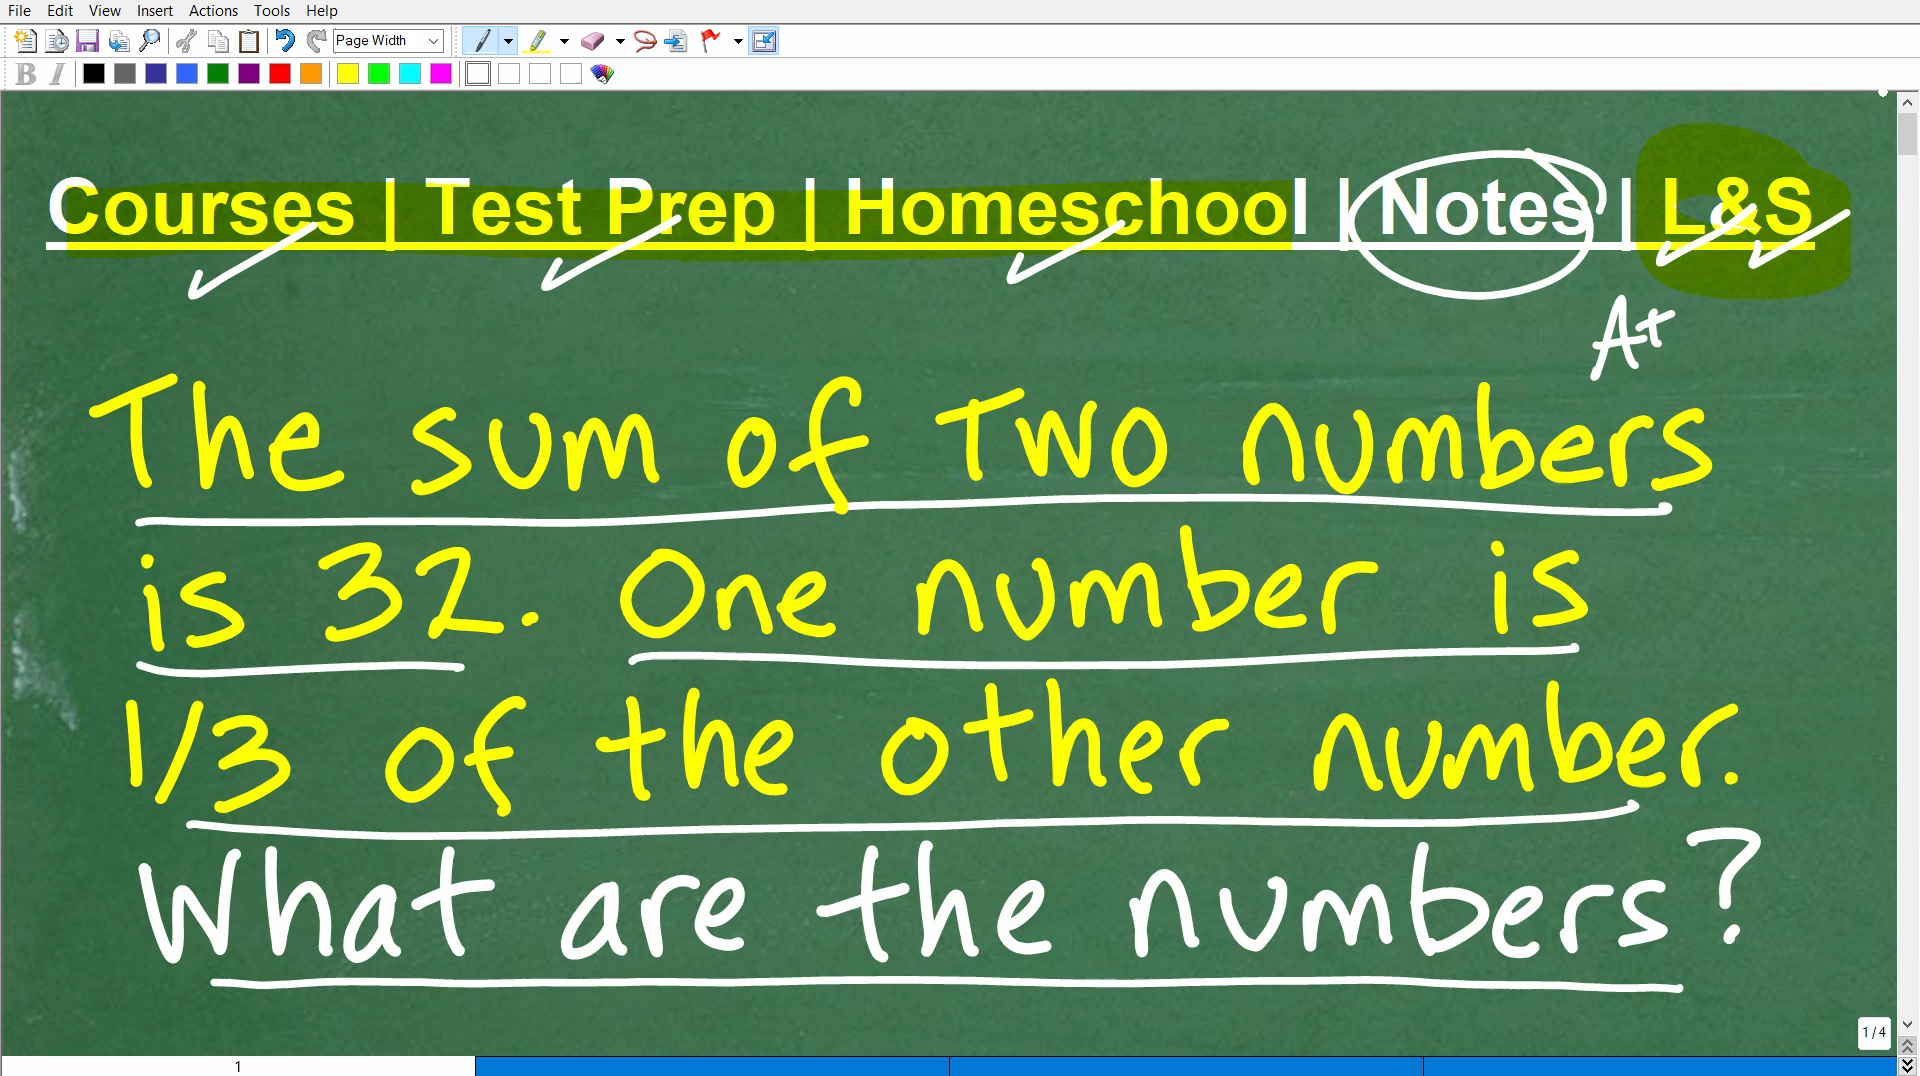 File Edit View Insert Actions Tools Help
Page Width
B I
Courses | Test Prep | Homeschool | Notes | L&S
A+
The sum of Two numbers
is 32. One number is
1/3 of the other number.
What are the numbers?
1/4
1